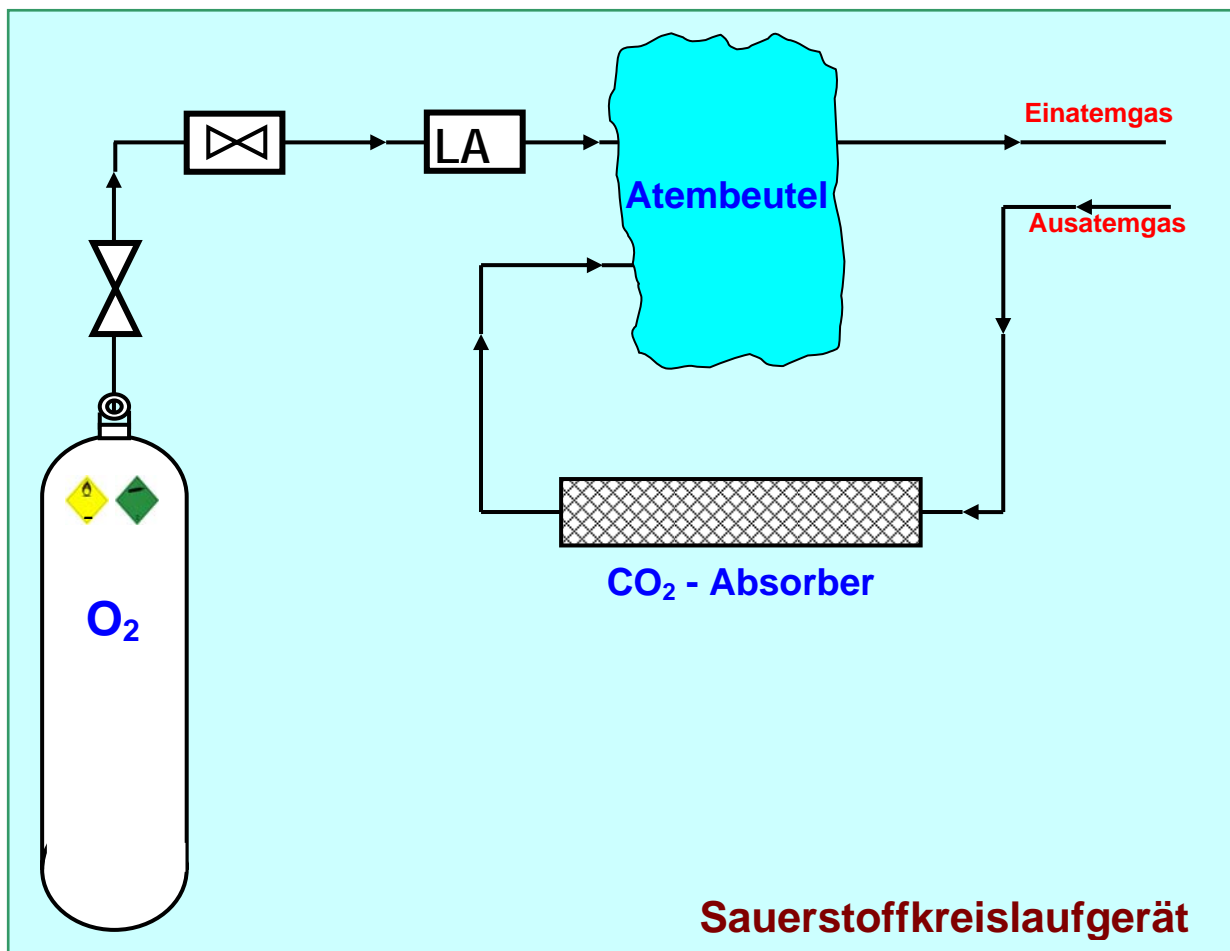 Einatemgas
LA
Atembeutel
Ausatemgas
CO₂ - Absorber
O₂
Sauerstoffkreislaufgerät